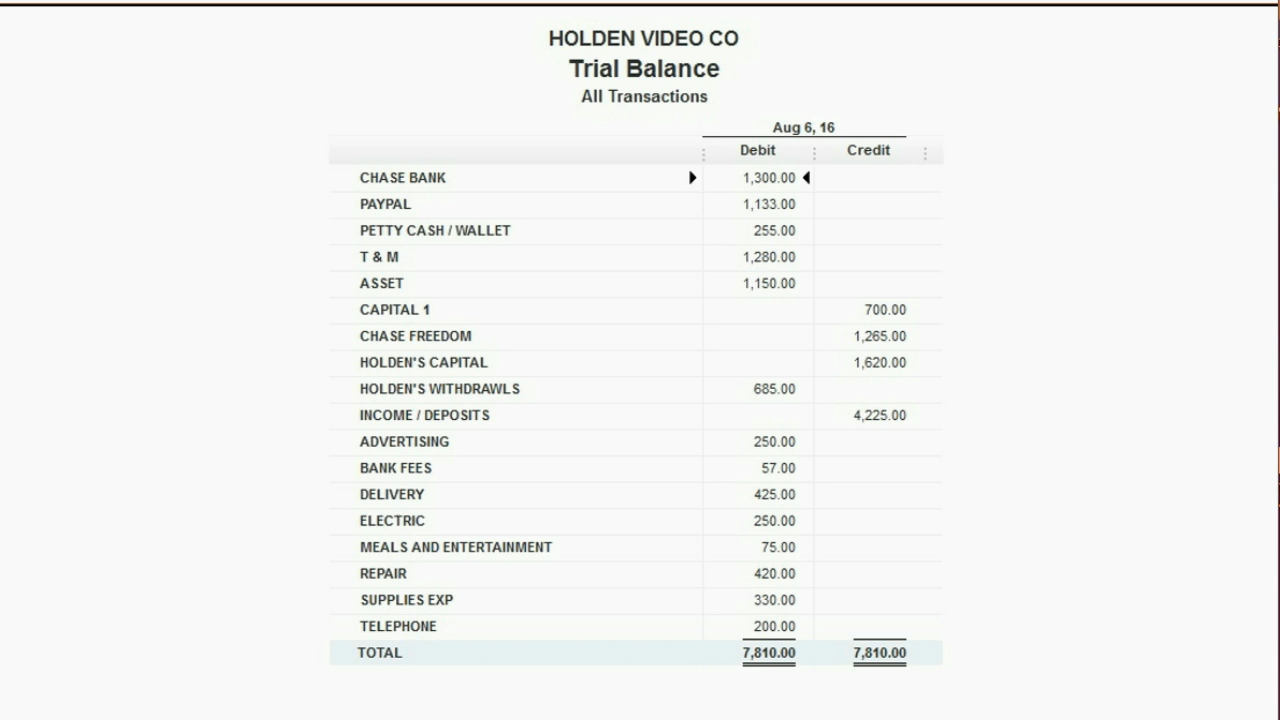 HOLDEN VIDEO CO
Trial Balance
All Transactions
Aug 6, 16
Debit Credit
CHASE BANK 1,300.00
PAYPAL 1,133.00
PETTY CASH / WALLET 255.00
T & M 1,280.00
ASSET 1,150.00
CAPITAL 1 700.00
CHASE FREEDOM 1,265.00
HOLDEN'S CAPITAL 1,620.00
HOLDEN'S WITHDRAWLS 685.00
INCOME / DEPOSITS 4,225.00
ADVERTISING 250.00
BANK FEES 57.00
DELIVERY 425.00
ELECTRIC 250.00
MEALS AND ENTERTAINMENT 75.00
REPAIR 420.00
SUPPLIES EXP 330.00
TELEPHONE 200.00
TOTAL 7,810.00 7,810.00